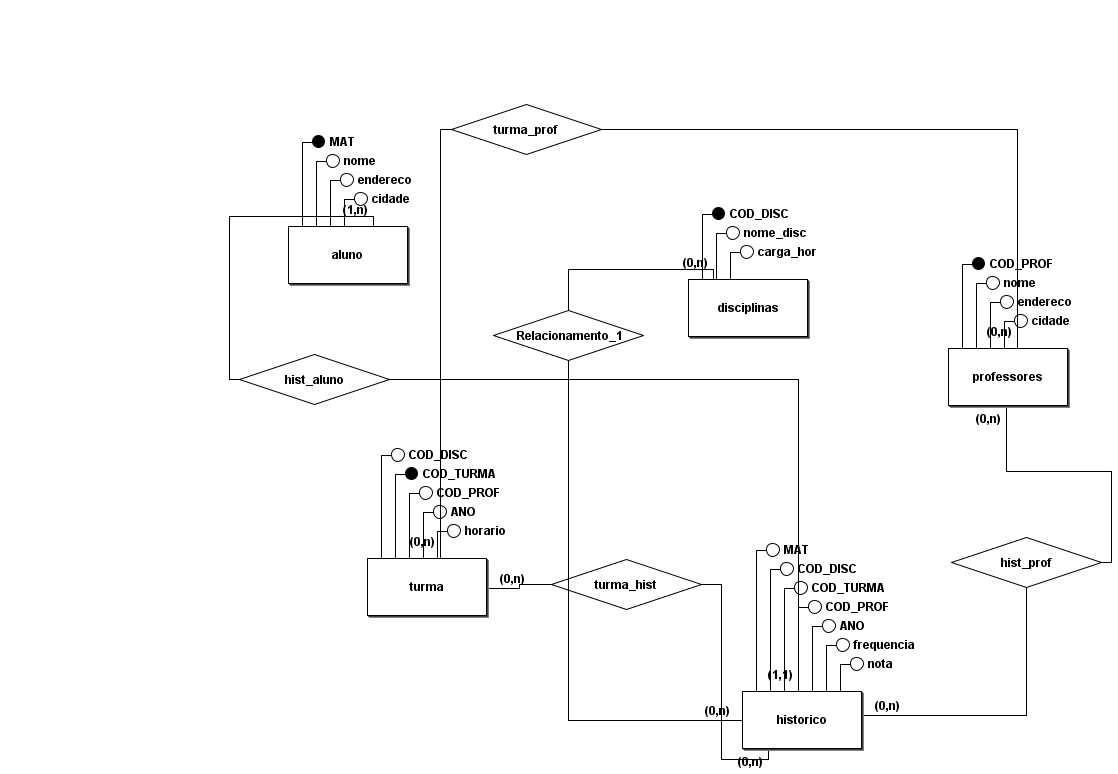 turma_prof
MAT
nome
endereco
cidade
(1,n)
aluno
COD_DISC
nome_disc
carga_hor
(0,n)
disciplinas
COD_PROF
nome
endereco
cidade
(0,n)
professores
(0,n)
Relacionamento_1
hist_aluno
COD_DISC
COD_TURMA
COD_PROF
ANO
horario
(0,n)
turma
(0,n)
turma_hist
hist_prof
MAT
COD_DISC
COD_TURMA
COD_PROF
ANO
frequencia
nota
(1,1)
(0,n)
historico
(0,n)
(0,n)